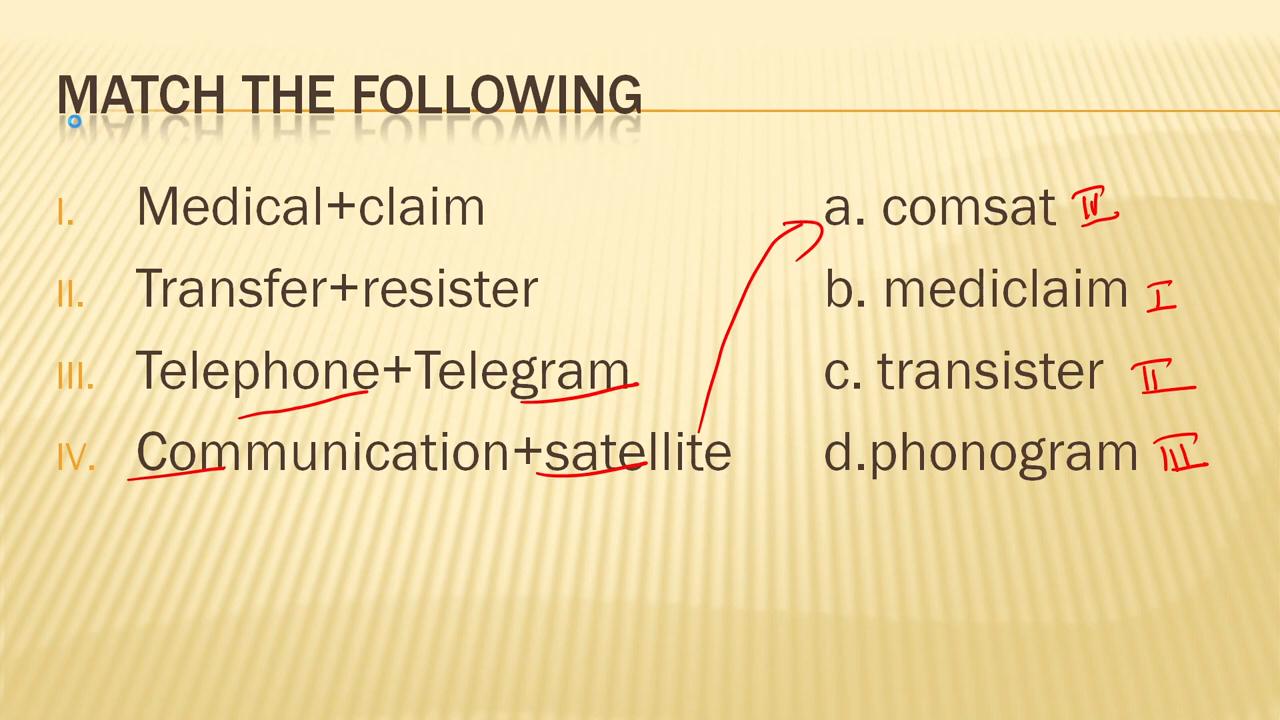 MATCH THE FOLLOWING
I. Medical+claim a. comsat IV
II. Transfer+resister b. mediclaim I
III. Telephone+Telegram c. transister II
IV. Communication+satellite d.phonogram III